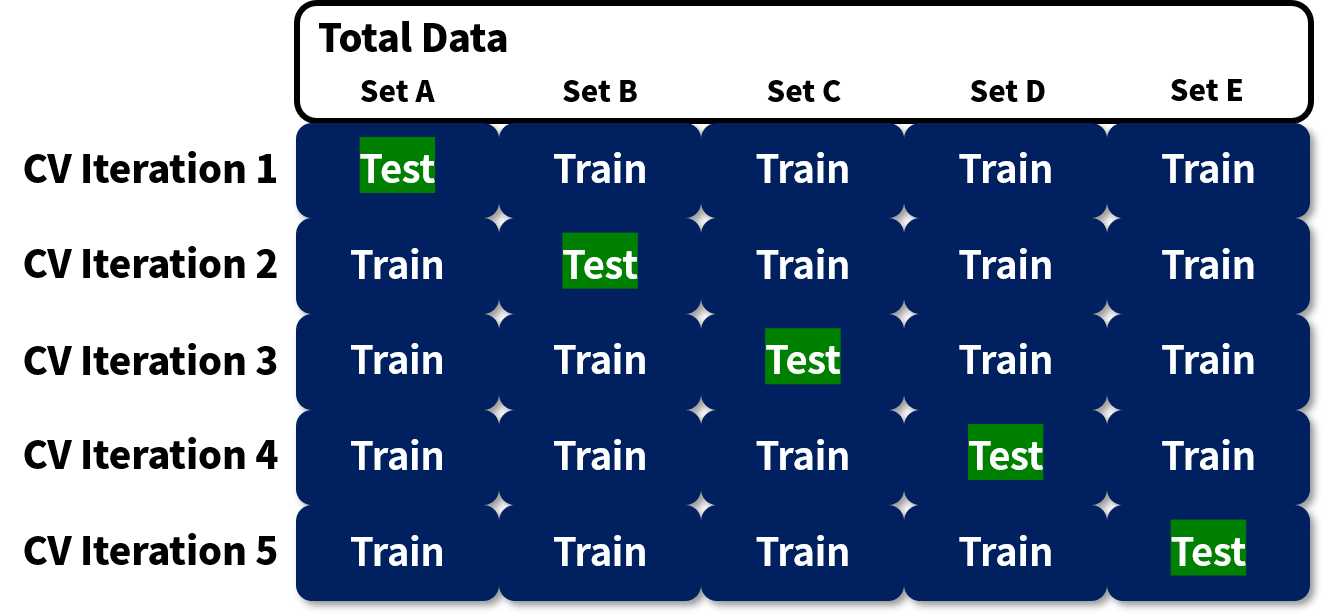 Total Data
Set A Set B Set C Set D Set E
CV Iteration 1 Test Train Train Train Train
CV Iteration 2 Train Test Train Train Train
CV Iteration 3 Train Train Test Train Train
CV Iteration 4 Train Train Train Test Train
CV Iteration 5 Train Train Train Train Test